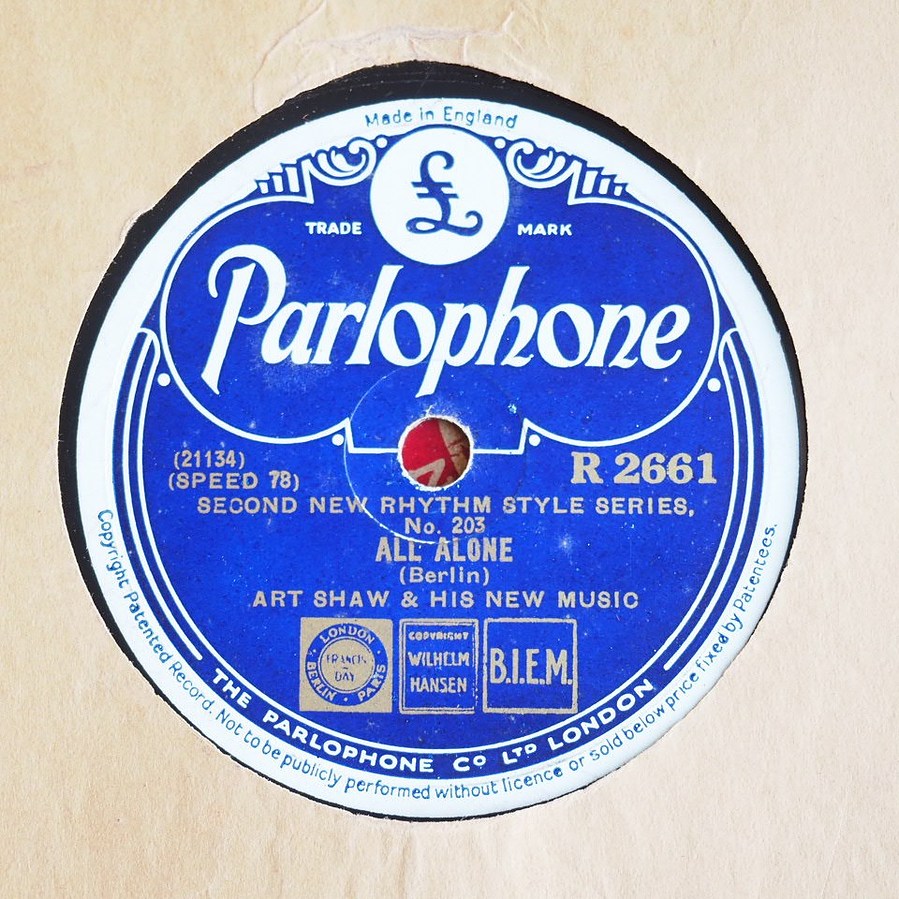 Made in England
£
TRADE MARK
Parlophone
(21134)
(SPEED 78)
R 2661
SECOND NEW RHYTHM STYLE SERIES,
No. 203
ALL ALONE
(Berlin)
ART SHAW & HIS NEW MUSIC
LONDON
BERLIN · PARIS
FRANCIS
DAY
COPYRIGHT
WILHELM
HANSEN
B.I.E.M.
THE PARLOPHONE CO LTD LONDON
Copyright Patented Record. Not to be publicly performed without licence or sold below price fixed by Patentees.